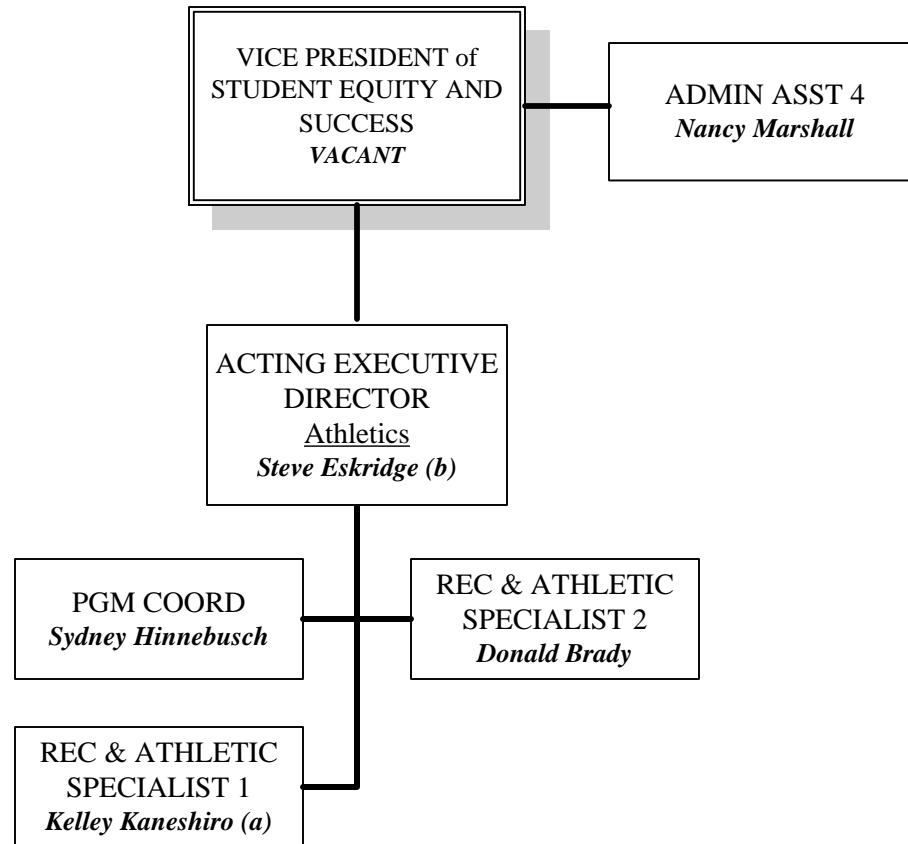 VICE PRESIDENT of
STUDENT EQUITY AND
SUCCESS
VACANT
ADMIN ASST 4
Nancy Marshall
ACTING EXECUTIVE
DIRECTOR
Athletics
Steve Eskridge (b)
PGM COORD
Sydney Hinnebusch
REC & ATHLETIC
SPECIALIST 2
Donald Brady
REC & ATHLETIC
SPECIALIST 1
Kelley Kaneshiro (a)